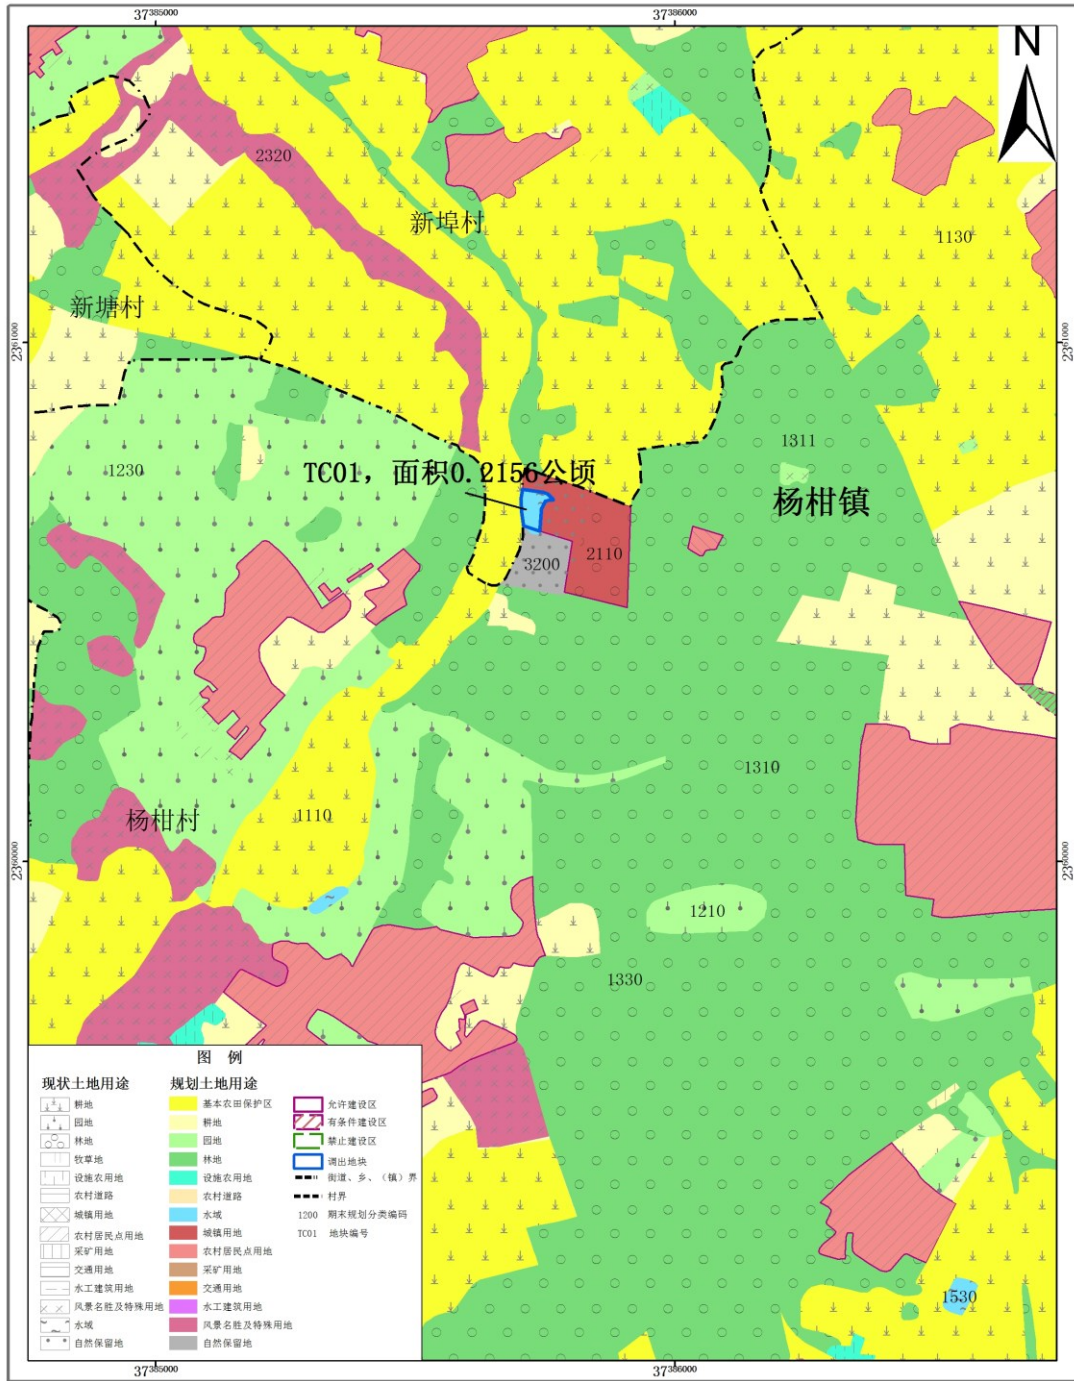 37385000
37386000
N
2320
新埠村
1130
新塘村
2361000
2361000
1311
1230
TC01，面积0.2156公顷
杨柑镇
2110
3200
1310
1110
杨柑村
2360000
2360000
1210
1330
1530
图 例
现状土地用途
耕地
园地
林地
牧草地
设施农用地
农村道路
城镇用地
农村居民点用地
采矿用地
交通用地
水工建筑用地
风景名胜及特殊用地
水域
自然保留地
规划土地用途
基本农田保护区
耕地
园地
林地
设施农用地
农村道路
水域
城镇用地
农村居民点用地
采矿用地
交通用地
水工建筑用地
风景名胜及特殊用地
自然保留地
允许建设区
有条件建设区
禁止建设区
调出地块
街道、乡、（镇）界
村界
1200 期末规划分类编码
TC01 地块编号
37385000
37386000